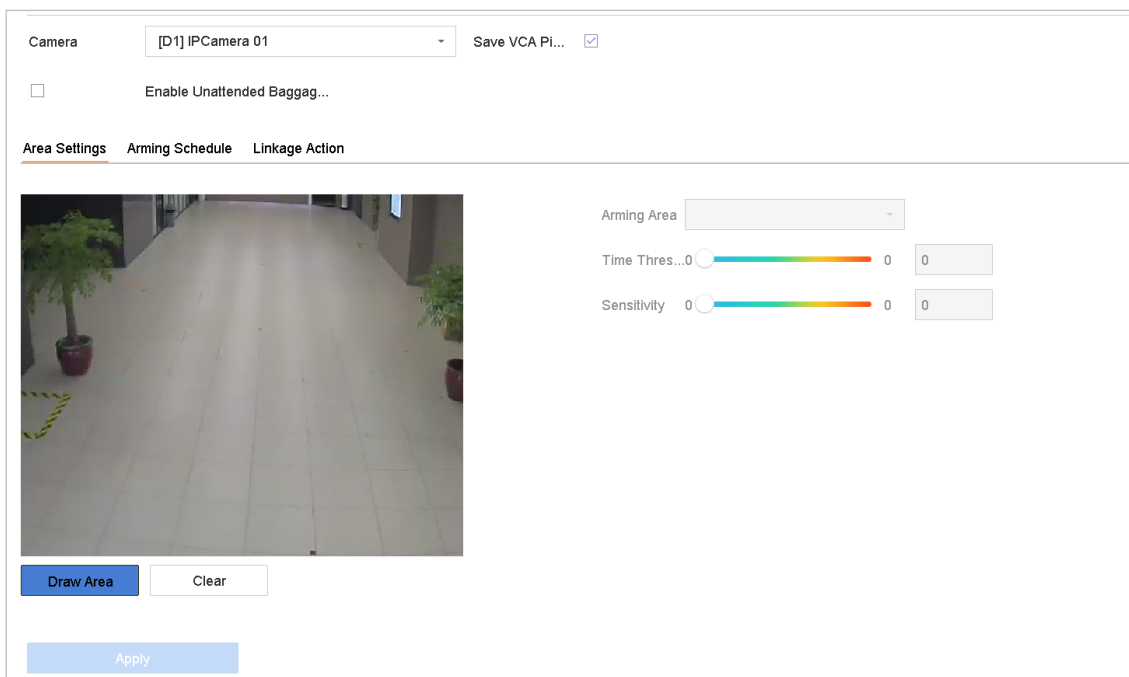 Camera [D1] IPCamera 01 Save VCA Pi...
Enable Unattended Baggag...
Area Settings Arming Schedule Linkage Action
Arming Area
Time Thres...0 0 0
Sensitivity 0 0 0
Draw Area Clear
Apply